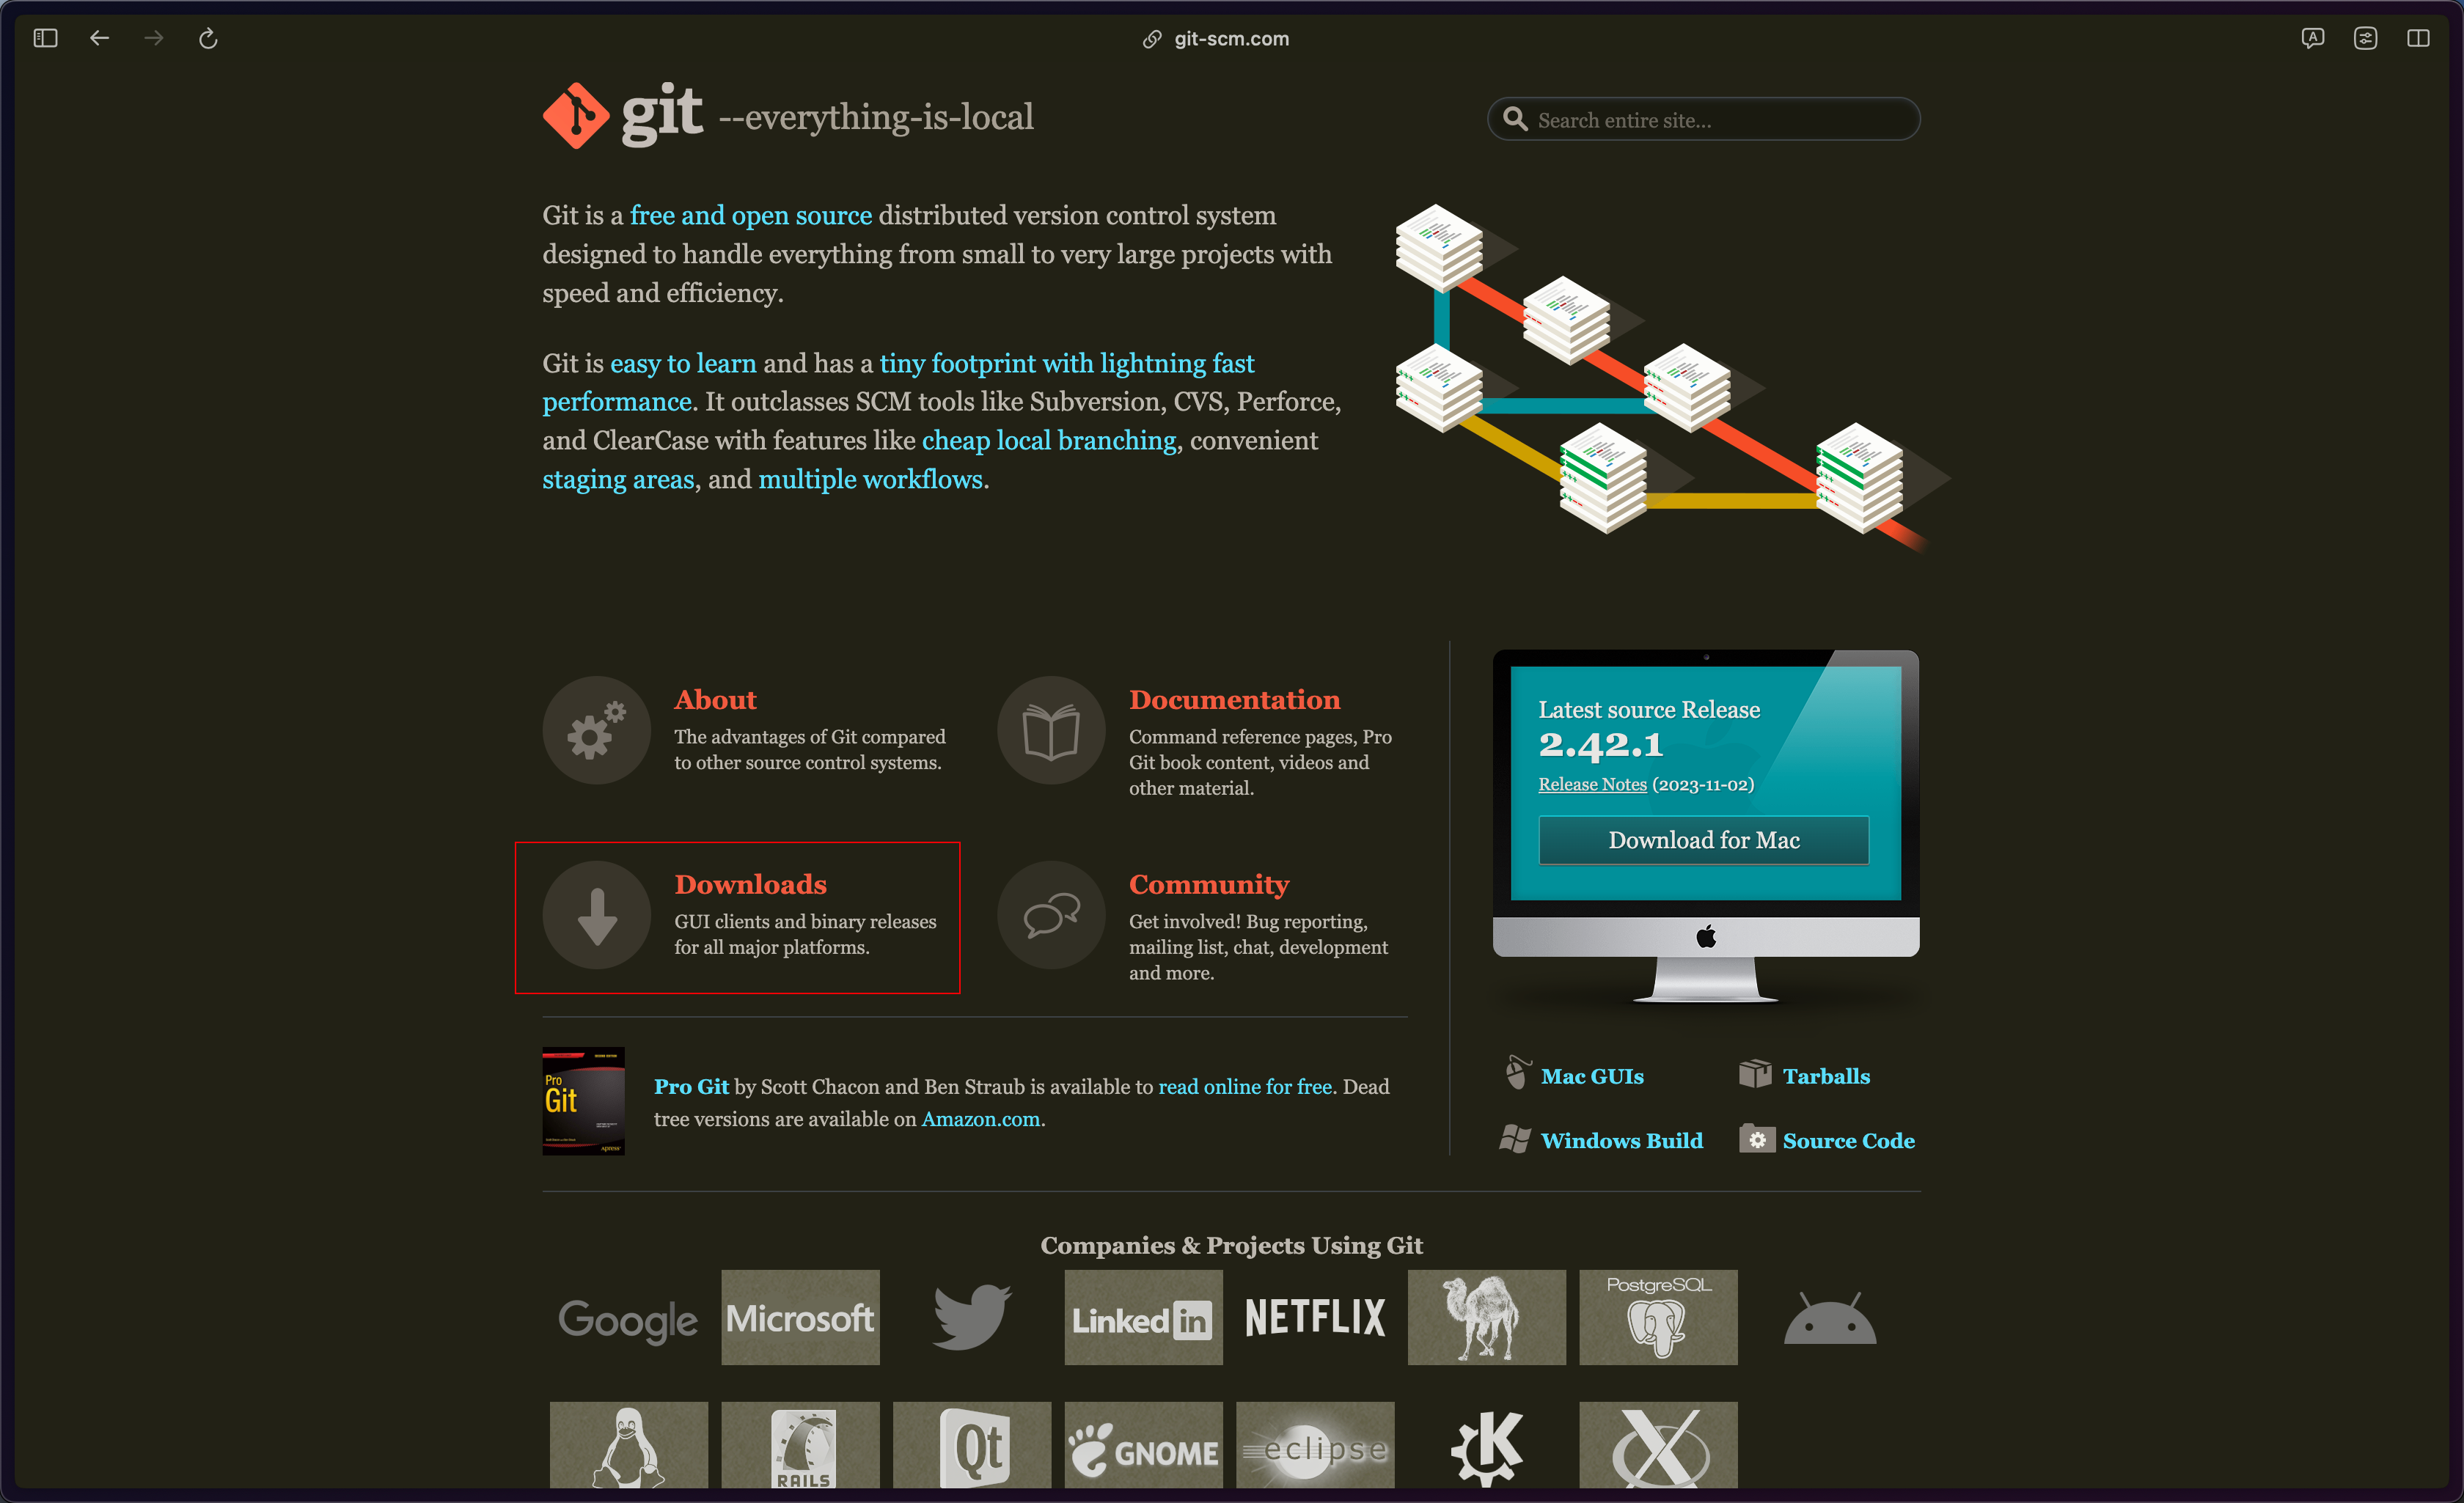 git-scm.com
git --everything-is-local
Search entire site...
Git is a free and open source distributed version control system
designed to handle everything from small to very large projects with
speed and efficiency.
Git is easy to learn and has a tiny footprint with lightning fast
performance. It outclasses SCM tools like Subversion, CVS, Perforce,
and ClearCase with features like cheap local branching, convenient
staging areas, and multiple workflows.
About
The advantages of Git compared
to other source control systems.
Documentation
Command reference pages, Pro
Git book content, videos and
other material.
Downloads
GUI clients and binary releases
for all major platforms.
Community
Get involved! Bug reporting,
mailing list, chat, development
and more.
Pro
Git
Apress
Pro Git by Scott Chacon and Ben Straub is available to read online for free. Dead
tree versions are available on Amazon.com.
Latest source Release
2.42.1
Release Notes (2023-11-02)
Download for Mac
Mac GUIs
Tarballs
Windows Build
Source Code
Companies & Projects Using Git
Google
Microsoft
Linked in
NETFLIX
PostgreSQL
RAILS
Qt
GNOME
eclipse
K
X